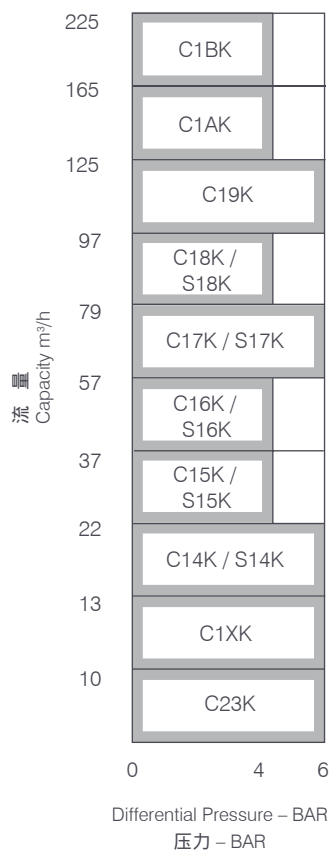 225
C1BK
165
C1AK
125
C19K
97
C18K /
S18K
79
C17K / S17K
57
C16K /
S16K
37
C15K /
S15K
22
C14K / S14K
13
C1XK
10
C23K
流 量
Capacity m³/h
0 4 6
Differential Pressure – BAR
压力 – BAR